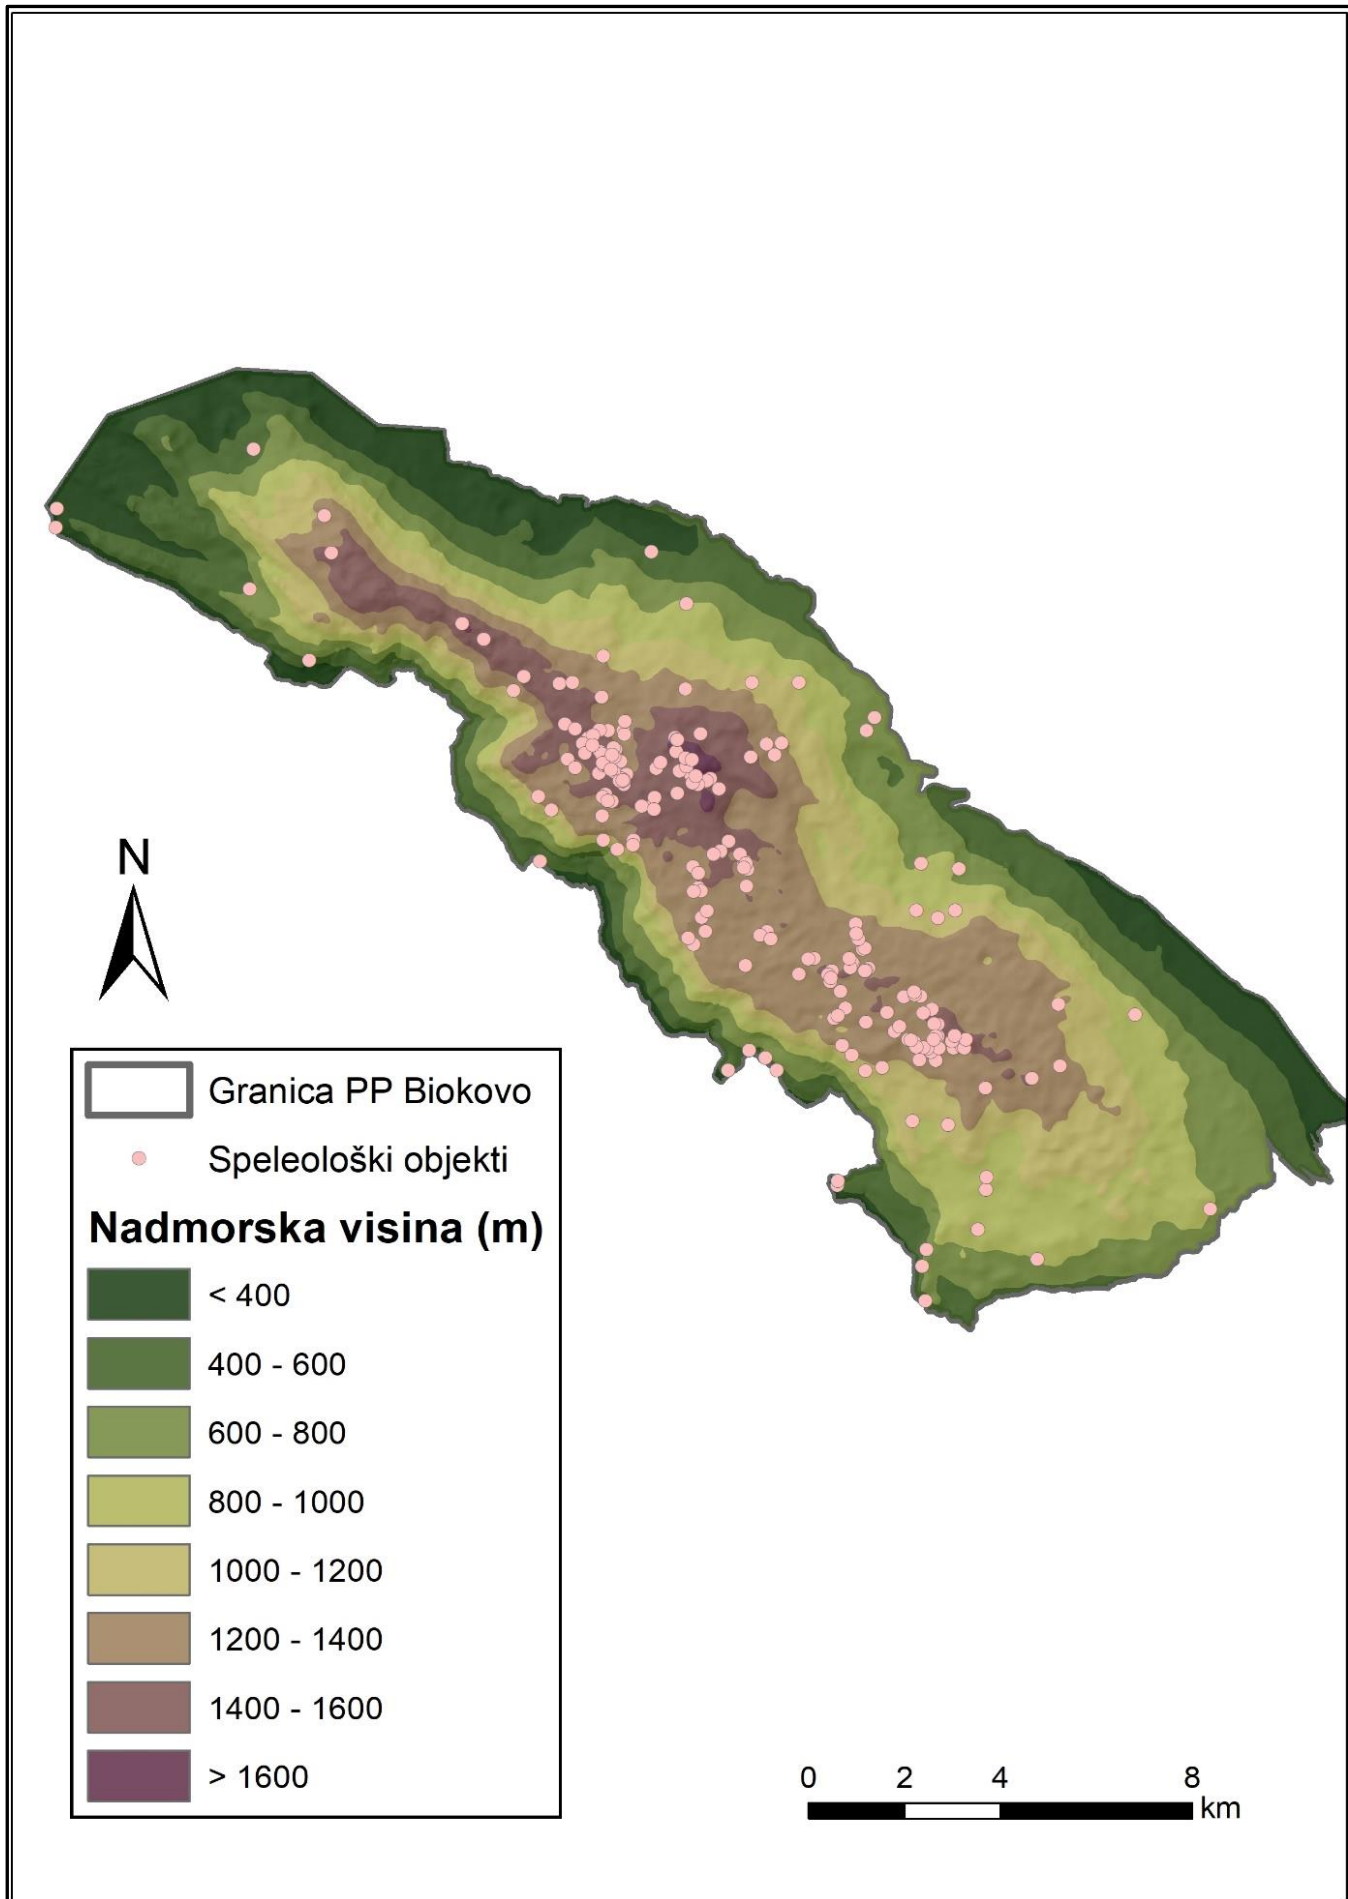 N
Granica PP Biokovo
Speleološki objekti
Nadmorska visina (m)
< 400
400 - 600
600 - 800
800 - 1000
1000 - 1200
1200 - 1400
1400 - 1600
> 1600
0 2 4 8
km